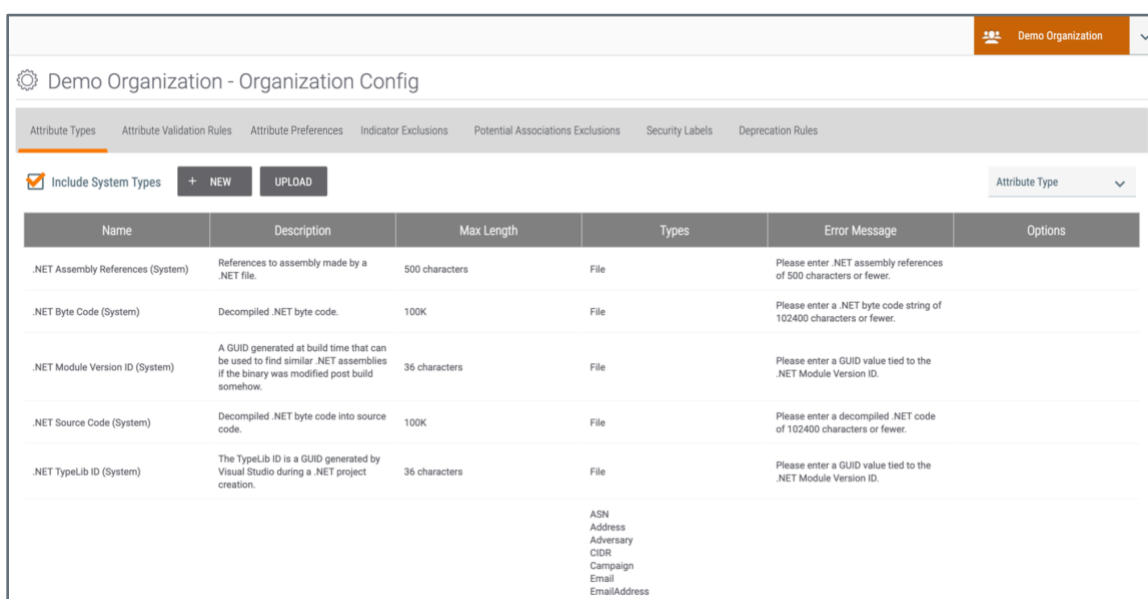 Demo Organization
Demo Organization - Organization Config
Attribute Types Attribute Validation Rules Attribute Preferences Indicator Exclusions Potential Associations Exclusions Security Labels Deprecation Rules
Include System Types + NEW UPLOAD Attribute Type
Name Description Max Length Types Error Message Options
.NET Assembly References (System) References to assembly made by a .NET file. 500 characters File Please enter .NET assembly references of 500 characters or fewer.
.NET Byte Code (System) Decompiled .NET byte code. 100K File Please enter a .NET byte code string of 102400 characters or fewer.
.NET Module Version ID (System) A GUID generated at build time that can be used to find similar .NET assemblies if the binary was modified post build somehow. 36 characters File Please enter a GUID value tied to the .NET Module Version ID.
.NET Source Code (System) Decompiled .NET byte code into source code. 100K File Please enter a decompiled .NET code of 102400 characters or fewer.
.NET TypeLib ID (System) The TypeLib ID is a GUID generated by Visual Studio during a .NET project creation. 36 characters File Please enter a GUID value tied to the .NET Module Version ID.
ASN
Address
Adversary
CIDR
Campaign
Email
EmailAddress